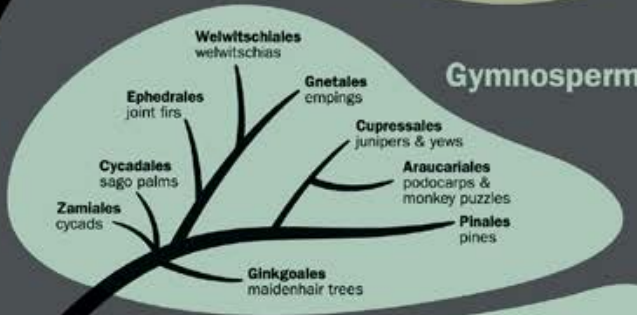 Welwitschiales
welwitschias
Gnetales
empings
Gymnosperm
Ephedrales
joint firs
Cupressales
junipers & yews
Cycadales
sago palms
Araucariales
podocarps &
monkey puzzles
Zamiales
cycads
Pinales
pines
Ginkgoales
maidenhair trees